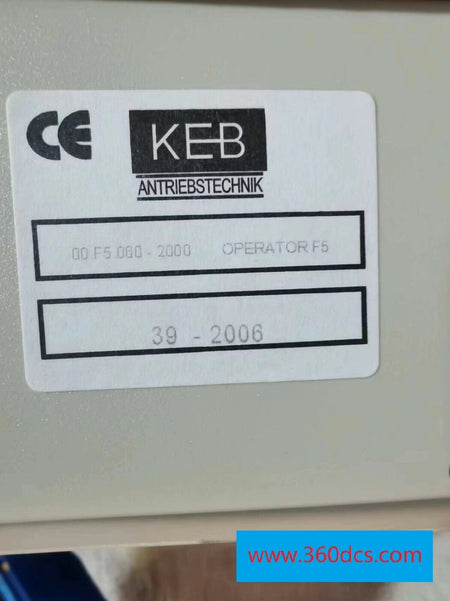 CE
KEB
ANTRIEBSTECHNIK
00 F5 060 - 2000 OPERATOR F5
39 - 2006
www.360dcs.com